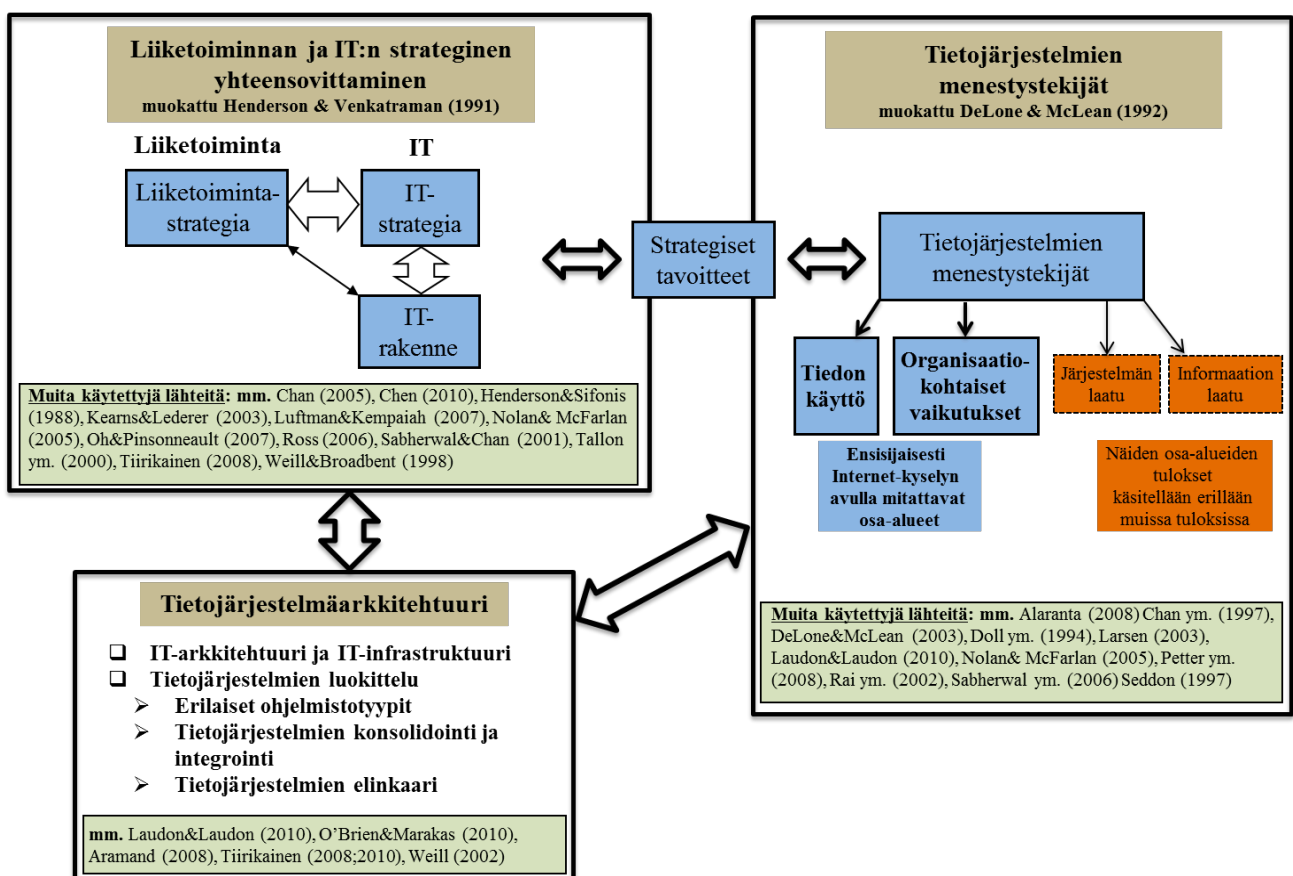 Liiketoiminnan ja IT:n strateginen
yhteensovittaminen
muokattu Henderson & Venkatraman (1991)
Liiketoiminta
IT
Liiketoiminta-
strategia
IT-
strategia
IT-
rakenne
Muita käytettyjä lähteitä: mm. Chan (2005), Chen (2010), Henderson&Sifonis
(1988), Kearns&Lederer (2003), Luftman&Kempaiah (2007), Nolan& McFarlan
(2005), Oh&Pinsonneault (2007), Ross (2006), Sabherwal&Chan (2001), Tallon
ym. (2000), Tiirikainen (2008), Weill&Broadbent (1998)
Strategiset
tavoitteet
Tietojärjestelmien
menestystekijät
muokattu DeLone & McLean (1992)
Tietojärjestelmien
menestystekijät
Tiedon
käyttö
Organisaatio-
kohtaiset
vaikutukset
Järjestelmän
laatu
Informaation
laatu
Ensisijaisesti
Internet-kyselyn
avulla mitattavat
osa-alueet
Näiden osa-alueiden
tulokset
käsitellään erillään
muissa tuloksissa
Muita käytettyjä lähteitä: mm. Alaranta (2008) Chan ym. (1997),
DeLone&McLean (2003), Doll ym. (1994), Larsen (2003),
Laudon&Laudon (2010), Nolan& McFarlan (2005), Petter ym.
(2008), Rai ym. (2002), Sabherwal ym. (2006) Seddon (1997)
Tietojärjestelmäarkkitehtuuri
IT-arkkitehtuuri ja IT-infrastruktuuri
Tietojärjestelmien luokittelu
Erilaiset ohjelmistotyypit
Tietojärjestelmien konsolidointi ja
integrointi
Tietojärjestelmien elinkaari
mm. Laudon&Laudon (2010), O'Brien&Marakas (2010),
Aramand (2008), Tiirikainen (2008;2010), Weill (2002)